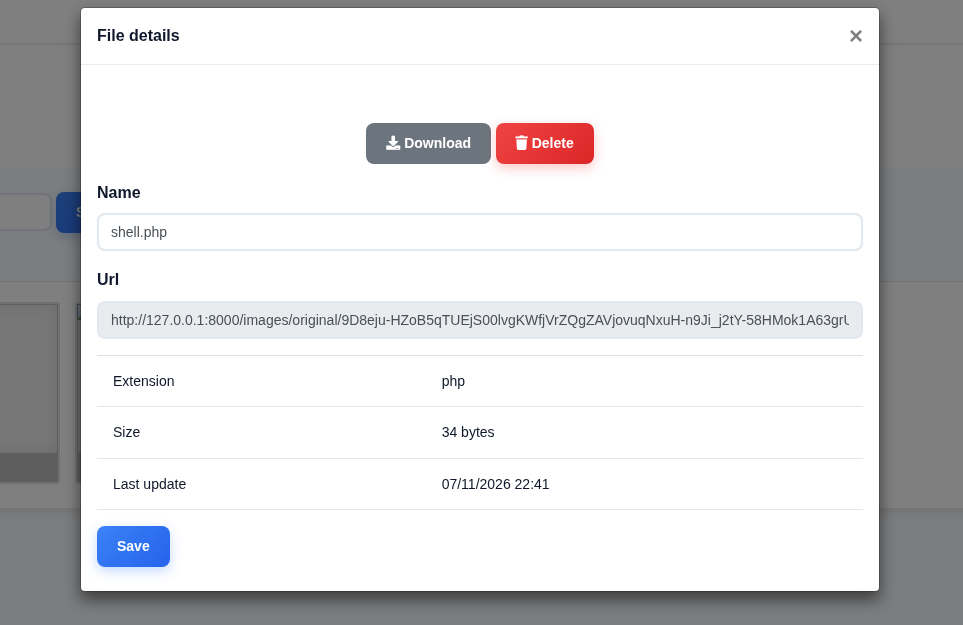 File details
×
Download
Delete
Name
shell.php
Url
http://127.0.0.1:8000/images/original/9D8eju-HZoB5qTUEjS00lvgKWfjVrZQgZAVjovuqNxuH-n9Ji_j2tY-58HMok1A63grU
Extension php
Size 34 bytes
Last update 07/11/2026 22:41
Save